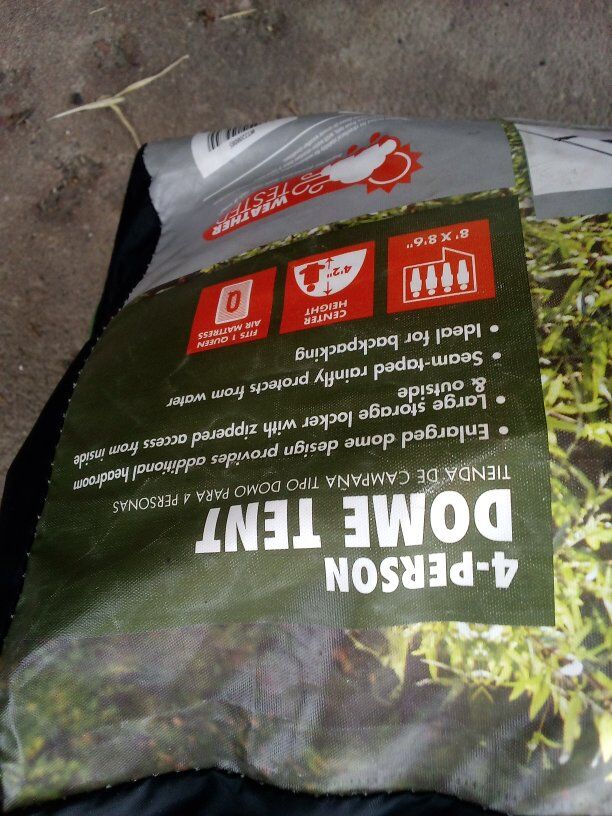 4-PERSON
DOME TENT
TIENDA DE CAMPAÑA TIPO DOMO PARA 4 PERSONAS
• Enlarged dome design provides additional headroom
• Large storage locker with zippered access from inside
& outside
• Seam-taped rainfly protects from water
• Ideal for backpacking
8' X 8'6"
CENTER
HEIGHT
4'2"
FITS 1 QUEEN
AIR MATTRESS
WEATHER
TESTED